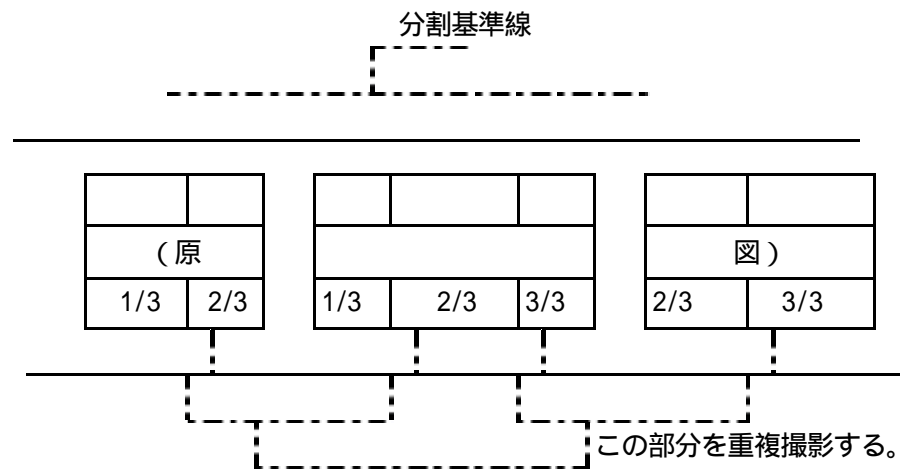 分割基準線
(原
図)
1/3 2/3 1/3 2/3 3/3 2/3 3/3
この部分を重複撮影する。